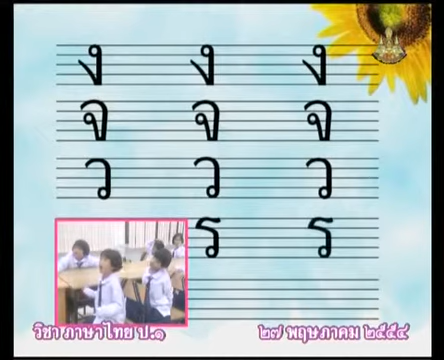 ง ง ง
จ จ จ
ว ว ว
ร ร
วิชา ภาษาไทย ป.๑
๒๗ พฤษภาคม ๒๕๕๔